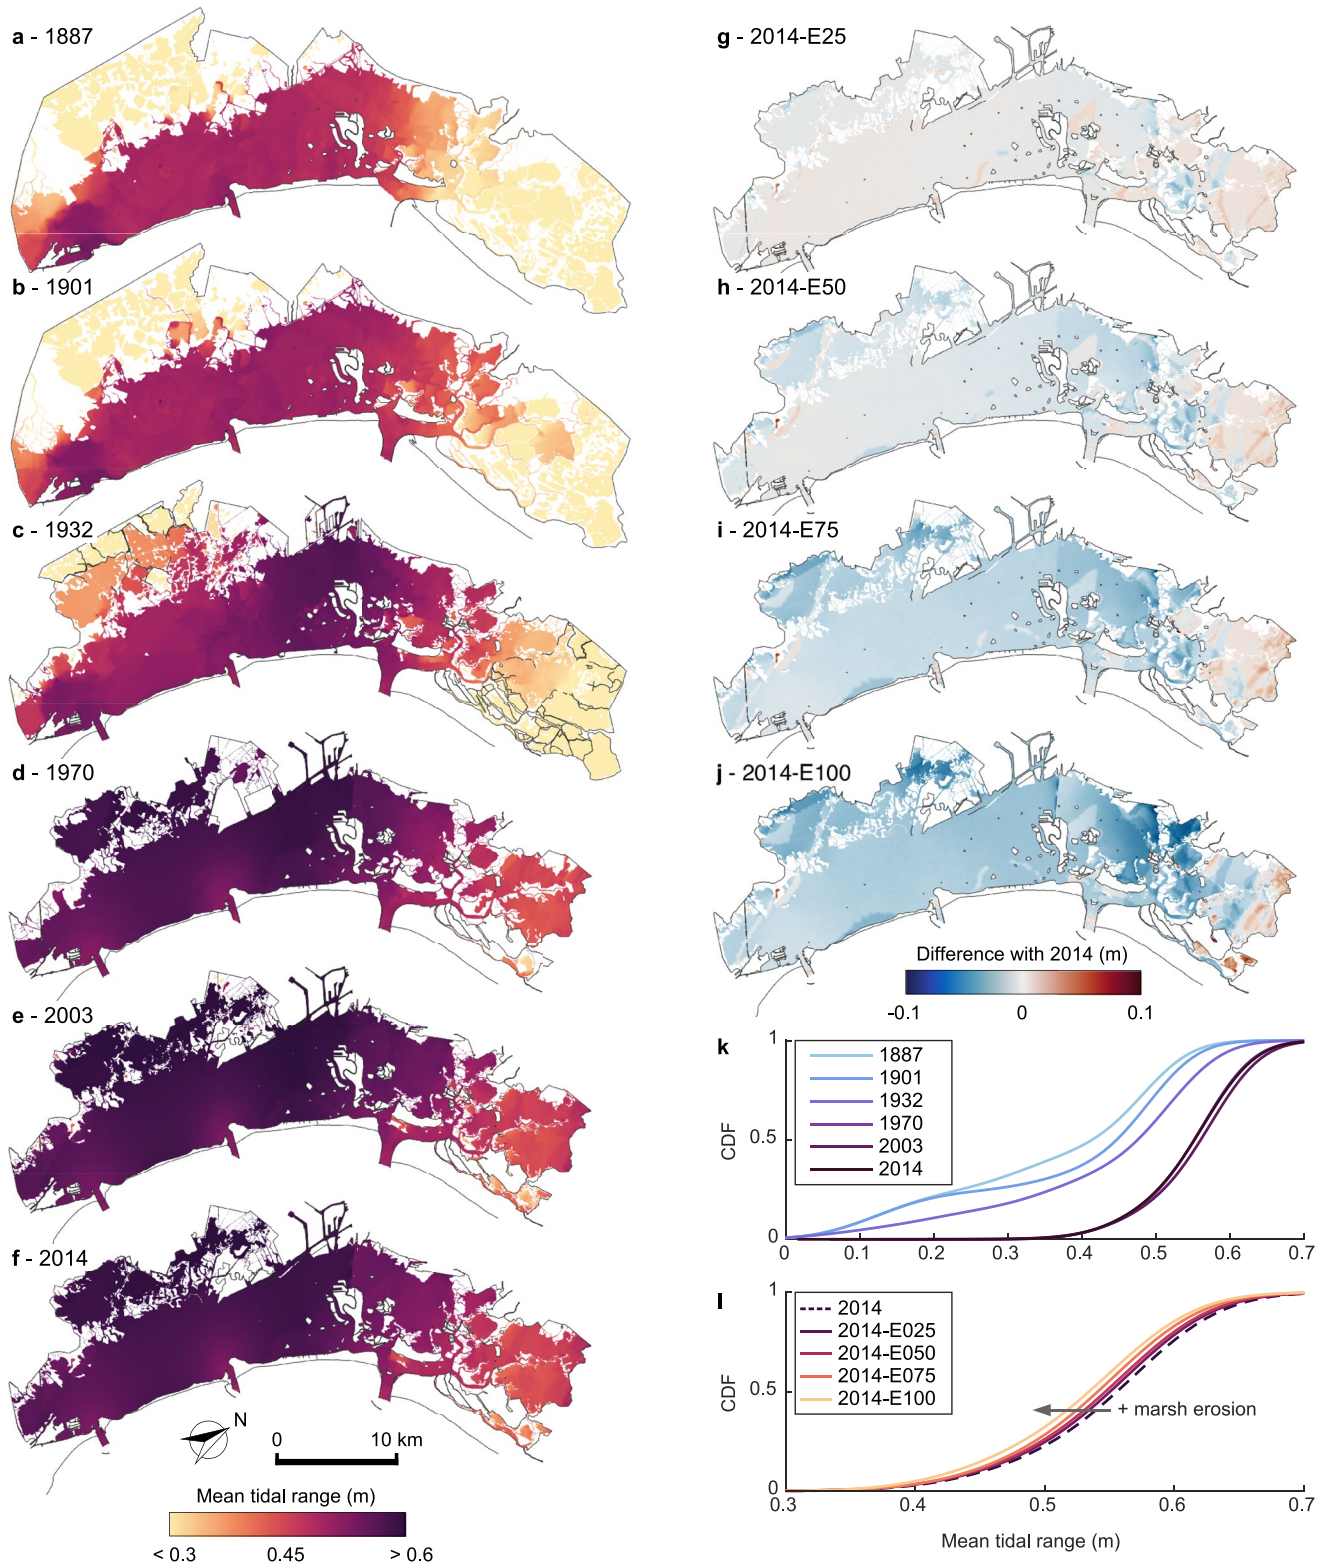 a - 1887
b - 1901
c - 1932
d - 1970
e - 2003
f - 2014
N
0 10 km
Mean tidal range (m)
< 0.3 0.45 > 0.6
g - 2014-E25
h - 2014-E50
i - 2014-E75
j - 2014-E100
Difference with 2014 (m)
-0.1 0 0.1
k
1
0.5
0
CDF
1887
1901
1932
1970
2003
2014
0 0.1 0.2 0.3 0.4 0.5 0.6 0.7
l
1
0.5
0
CDF
2014
2014-E025
2014-E050
2014-E075
2014-E100
+ marsh erosion
0.3 0.4 0.5 0.6 0.7
Mean tidal range (m)